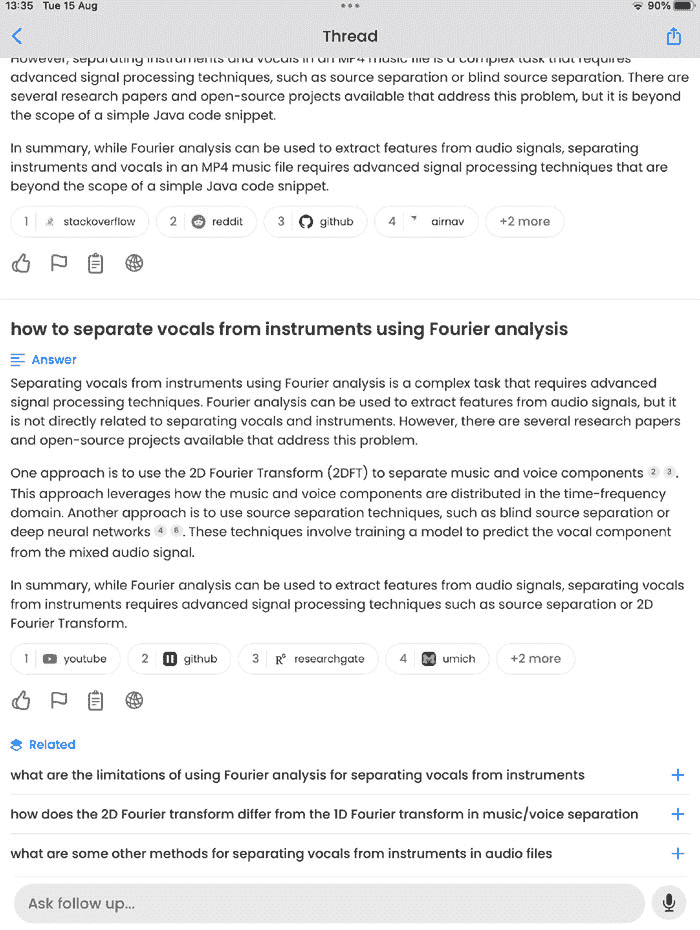 13:35 Tue 15 Aug
90%
Thread
However, separating instruments and vocals in an MP4 music file is a complex task that requires
advanced signal processing techniques, such as source separation or blind source separation. There are
several research papers and open-source projects available that address this problem, but it is beyond
the scope of a simple Java code snippet.
In summary, while Fourier analysis can be used to extract features from audio signals, separating
instruments and vocals in an MP4 music file requires advanced signal processing techniques that are
beyond the scope of a simple Java code snippet.
1 stackoverflow 2 reddit 3 github 4 airnav +2 more
how to separate vocals from instruments using Fourier analysis
Answer
Separating vocals from instruments using Fourier analysis is a complex task that requires advanced
signal processing techniques. Fourier analysis can be used to extract features from audio signals, but it
is not directly related to separating vocals and instruments. However, there are several research papers
and open-source projects available that address this problem.
One approach is to use the 2D Fourier Transform (2DFT) to separate music and voice components 2 3.
This approach leverages how the music and voice components are distributed in the time-frequency
domain. Another approach is to use source separation techniques, such as blind source separation or
deep neural networks 4 6. These techniques involve training a model to predict the vocal component
from the mixed audio signal.
In summary, while Fourier analysis can be used to extract features from audio signals, separating vocals
from instruments requires advanced signal processing techniques such as source separation or 2D
Fourier Transform.
1 youtube 2 github 3 R^G researchgate 4 M umich +2 more
Related
what are the limitations of using Fourier analysis for separating vocals from instruments
how does the 2D Fourier transform differ from the 1D Fourier transform in music/voice separation
what are some other methods for separating vocals from instruments in audio files
Ask follow up...